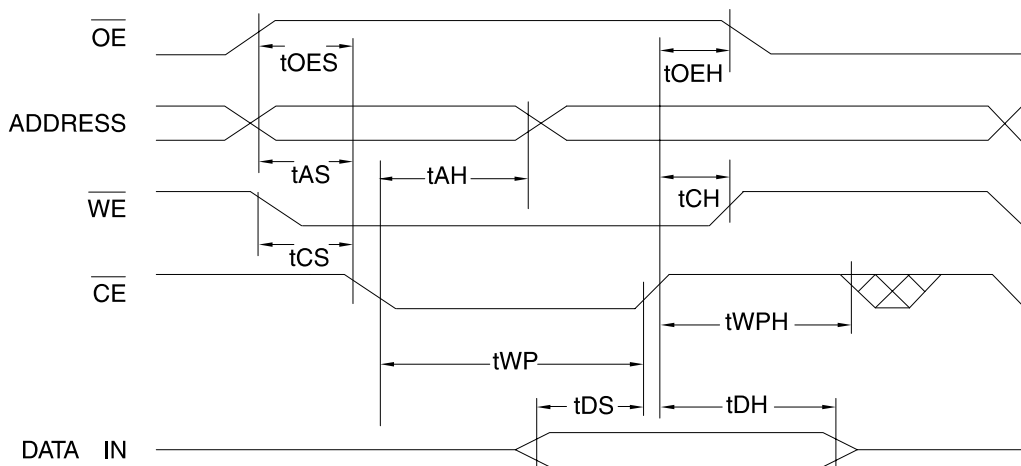 OE
tOES
tOEH
ADDRESS
tAS
tAH
tCH
WE
tCS
CE
tWPH
tWP
tDS
tDH
DATA IN